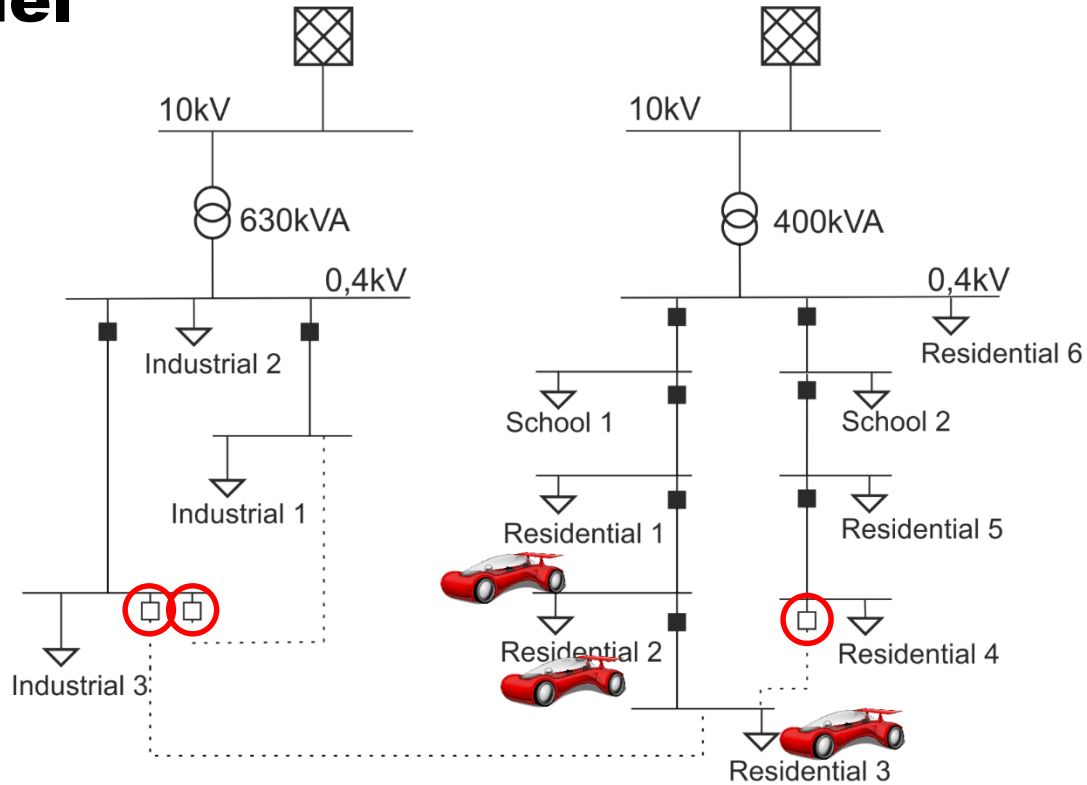 10kV
10kV
630kVA
400kVA
0,4kV
0,4kV
Industrial 2
Residential 6
School 1
School 2
Industrial 1
Residential 1
Residential 5
Residential 2
Residential 4
Industrial 3
Residential 3